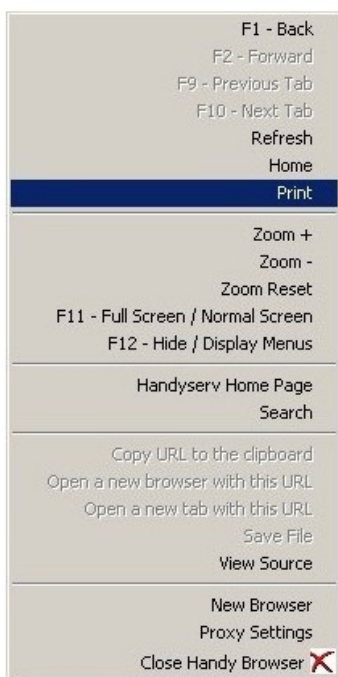 F1 - Back
F2 - Forward
F9 - Previous Tab
F10 - Next Tab
Refresh
Home
Print
Zoom +
Zoom -
Zoom Reset
F11 - Full Screen / Normal Screen
F12 - Hide / Display Menus
Handyserv Home Page
Search
Copy URL to the clipboard
Open a new browser with this URL
Open a new tab with this URL
Save File
View Source
New Browser
Proxy Settings
Close Handy Browser